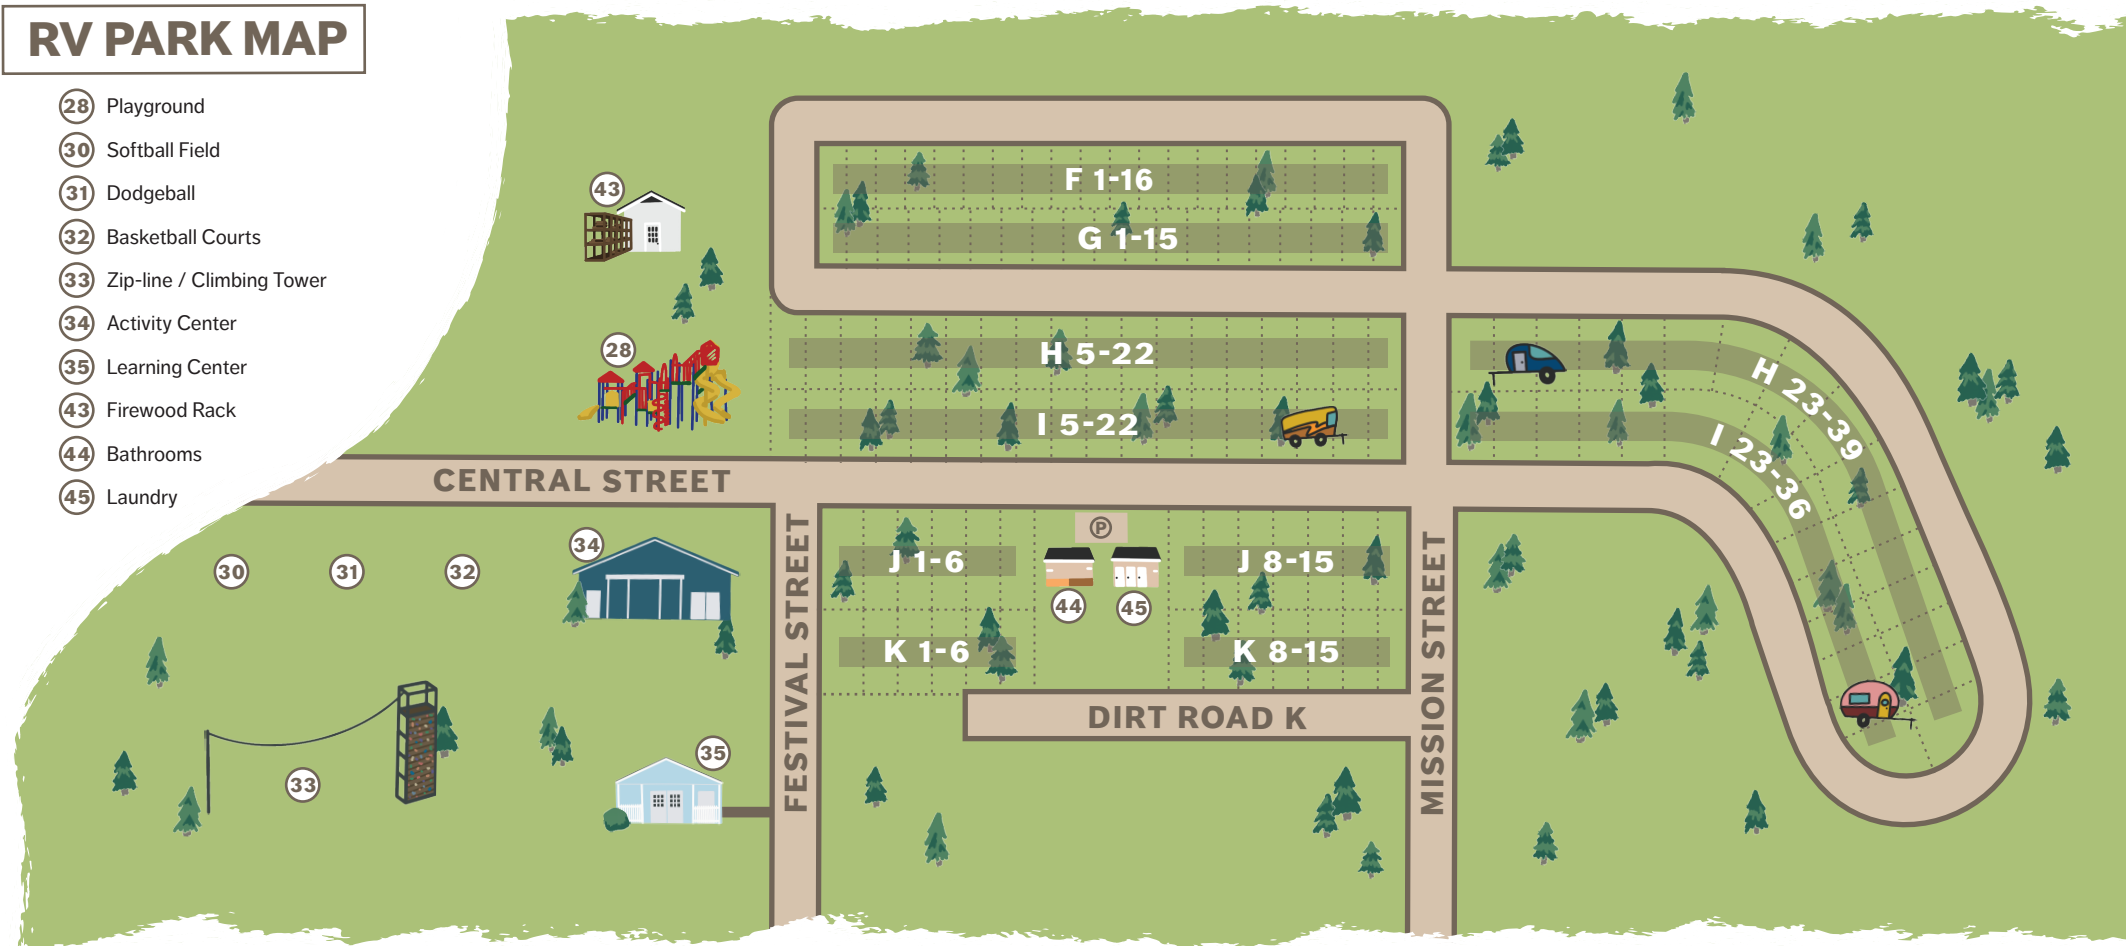 RV PARK MAP
28 Playground
30 Softball Field
31 Dodgeball
32 Basketball Courts
33 Zip-line / Climbing Tower
34 Activity Center
35 Learning Center
43 Firewood Rack
44 Bathrooms
45 Laundry
43
28
F 1-16
G 1-15
H 5-22
I 5-22
H 23-39
I 23-36
CENTRAL STREET
30
31
32
34
33
35
FESTIVAL STREET
J 1-6
P
J 8-15
44
45
K 1-6
K 8-15
DIRT ROAD K
MISSION STREET